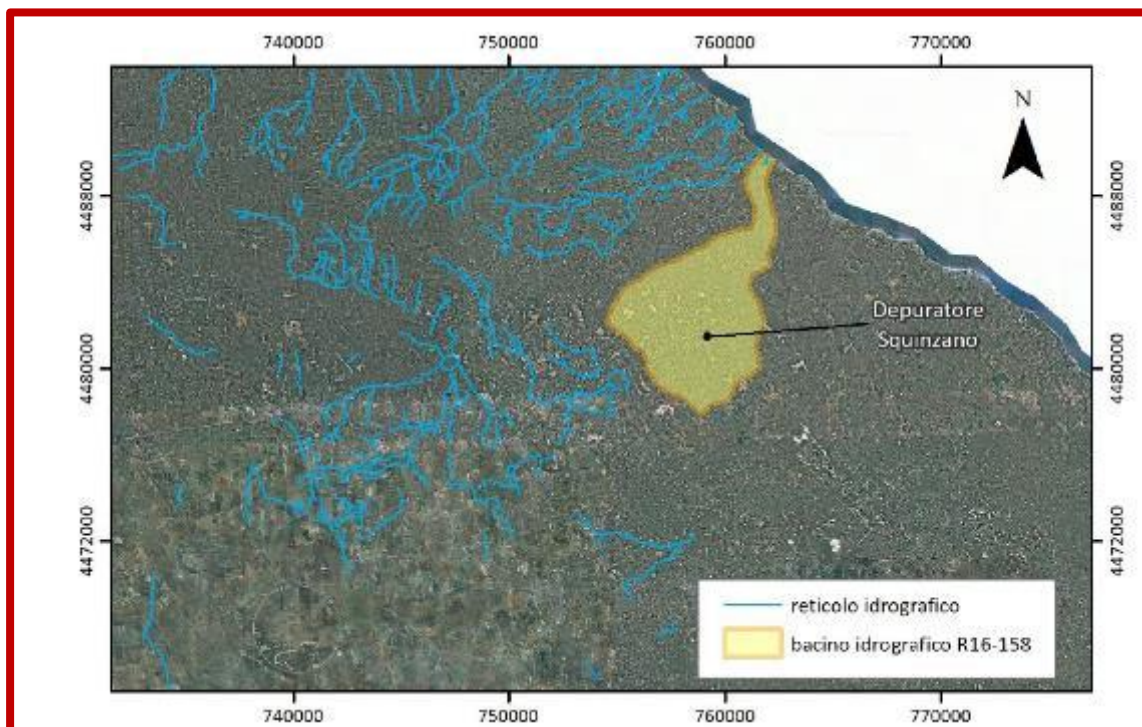 740000 750000 760000 770000
N
4488000 4488000
Depuratore
Squinzano
4480000 4480000
4472000 4472000
reticolo idrografico
bacino idrografico R16-158
740000 750000 760000 770000